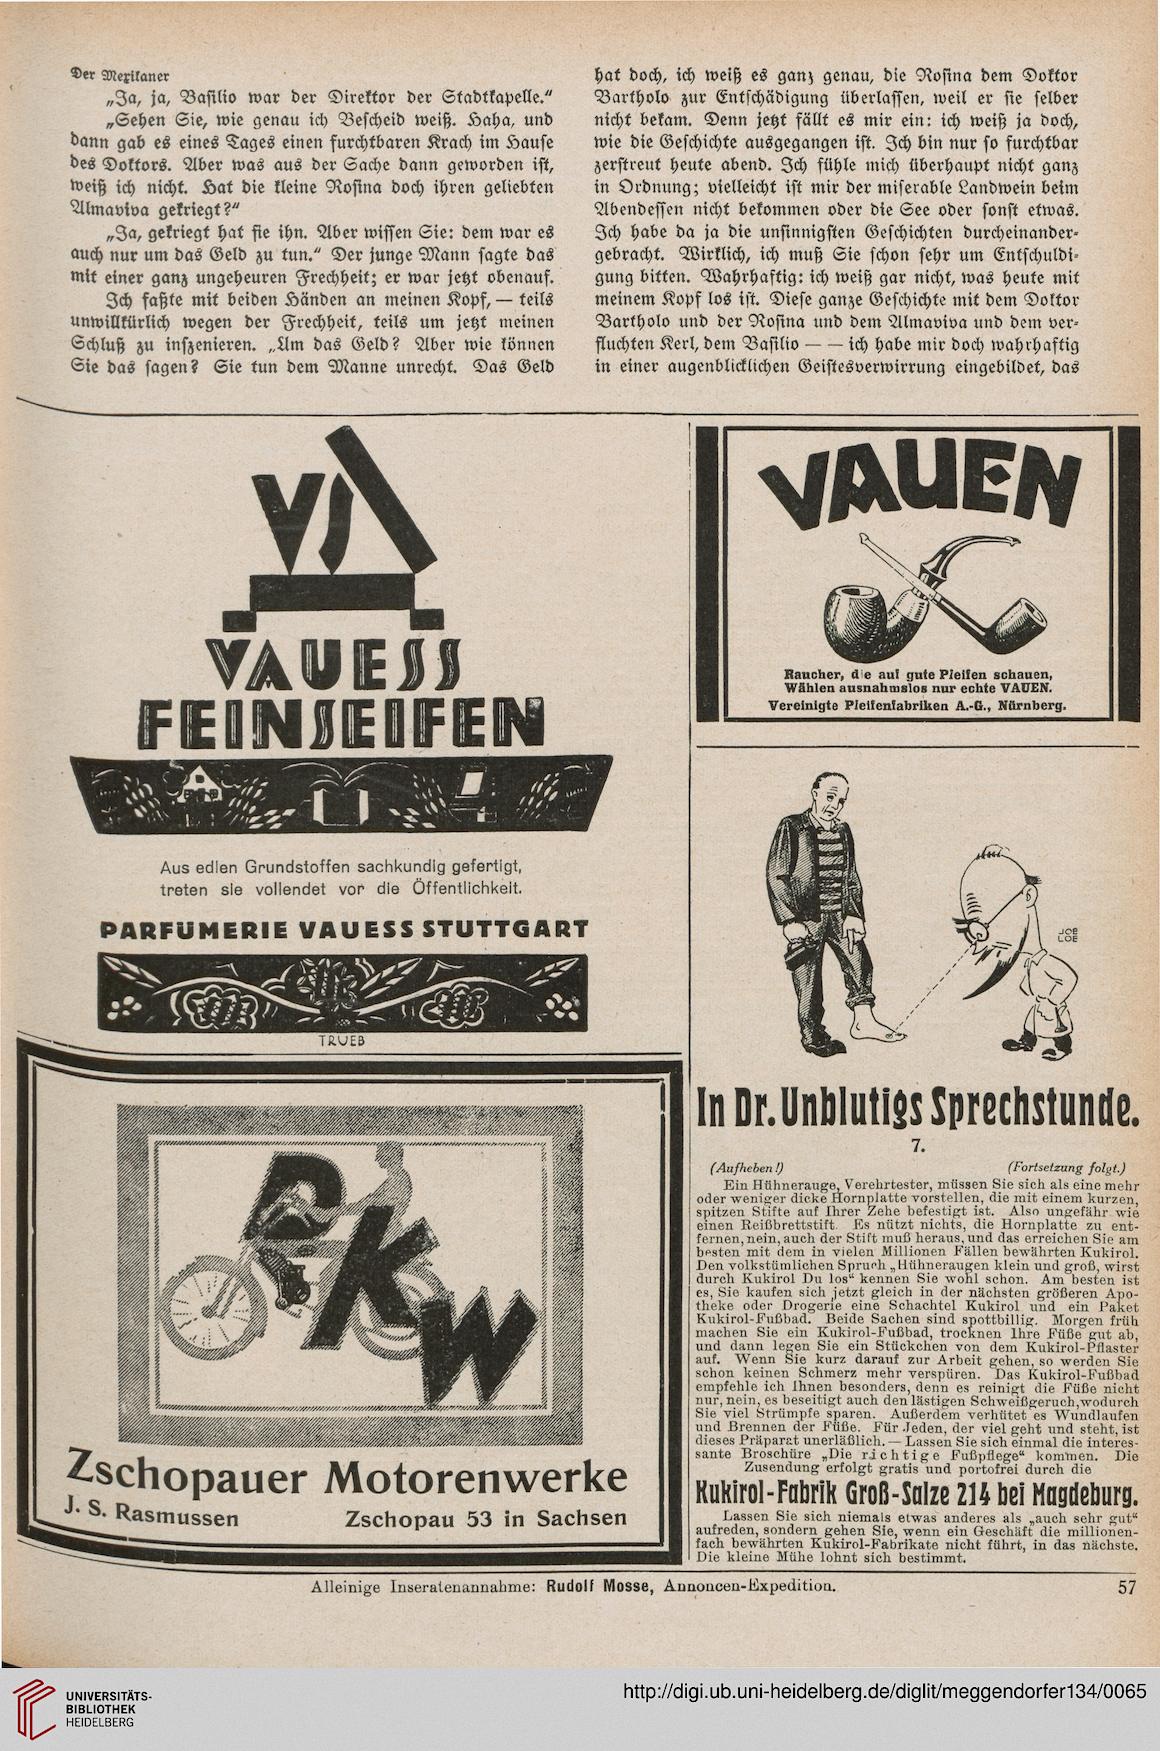 Der Mexikaner
„Ja, ja, Basilio war der Direktor der Stadtkapelle."
„Sehen Sie, wie genau ich Bescheid weiß. Haha, und
dann gab es eines Tages einen furchtbaren Krach im Hause
des Doktors. Aber was aus der Sache dann geworden ist,
weiß ich nicht. Hat die kleine Rosina doch ihren geliebten
Almaviva gekriegt?"
„Ja, gekriegt hat sie ihn. Aber wissen Sie: dem war es
auch nur um das Geld zu tun." Der junge Mann sagte das
mit einer ganz ungeheuren Frechheit; er war jetzt obenauf.
Ich faßte mit beiden Händen an meinen Kopf, — teils
unwillkürlich wegen der Frechheit, teils um jetzt meinen
Schluß zu inszenieren. „Um das Geld? Aber wie können
Sie das sagen? Sie tun dem Manne unrecht. Das Geld
hat doch, ich weiß es ganz genau, die Rosina dem Doktor
Bartholo zur Entschädigung überlassen, weil er sie selber
nicht bekam. Denn jetzt fällt es mir ein: ich weiß ja doch,
wie die Geschichte ausgegangen ist. Ich bin nur so furchtbar
zerstreut heute abend. Ich fühle mich überhaupt nicht ganz
in Ordnung; vielleicht ist mir der miserable Landwein beim
Abendessen nicht bekommen oder die See oder sonst etwas.
Ich habe da ja die unsinnigsten Geschichten durcheinander-
gebracht. Wirklich, ich muß Sie schon sehr um Entschuldi-
gung bitten. Wahrhaftig: ich weiß gar nicht, was heute mit
meinem Kopf los ist. Diese ganze Geschichte mit dem Doktor
Bartholo und der Rosina und dem Almaviva und dem ver-
fluchten Kerl, dem Basilio — — ich habe mir doch wahrhaftig
in einer augenblicklichen Geistesverwirrung eingebildet, das
VS
VAUESS
FEINSEIFEN
Aus edlen Grundstoffen sachkundig gefertigt,
treten sie vollendet vor die Öffentlichkeit.
PARFÜMERIE VAUESS STUTTGART
TRUEB
DKW
Zschopauer Motorenwerke
J. S. Rasmussen Zschopau 53 in Sachsen
VAUEN
Raucher, die auf gute Pfeifen schauen,
Wählen ausnahmslos nur echte VAUEN.
Vereinigte Pfeifenfabriken A.-G., Nürnberg.
JOE
LOE
In Dr. Unblutigs Sprechstunde.
7.
(Aufheben!) (Fortsetzung folgt.)
Ein Hühnerauge, Verehrtester, müssen Sie sich als eine mehr
oder weniger dicke Hornplatte vorstellen, die mit einem kurzen,
spitzen Stifte auf Ihrer Zehe befestigt ist. Also ungefähr wie
einen Reißbrettstift. Es nützt nichts, die Hornplatte zu ent-
fernen, nein, auch der Stift muß heraus, und das erreichen Sie am
besten mit dem in vielen Millionen Fällen bewährten Kukirol.
Den volkstümlichen Spruch „Hühneraugen klein und groß, wirst
durch Kukirol Du los" kennen Sie wohl schon. Am besten ist
es, Sie kaufen sich jetzt gleich in der nächsten größeren Apo-
theke oder Drogerie eine Schachtel Kukirol und ein Paket
Kukirol-Fußbad. Beide Sachen sind spottbillig. Morgen früh
machen Sie ein Kukirol-Fußbad, trocknen Ihre Füße gut ab,
und dann legen Sie ein Stückchen von dem Kukirol-Pflaster
auf. Wenn Sie kurz darauf zur Arbeit gehen, so werden Sie
schon keinen Schmerz mehr verspüren. Das Kukirol-Fußbad
empfehle ich Ihnen besonders, denn es reinigt die Füße nicht
nur, nein, es beseitigt auch den lästigen Schweißgeruch, wodurch
Sie viel Strümpfe sparen. Außerdem verhütet es Wundlaufen
und Brennen der Füße. Für Jeden, der viel geht und steht, ist
dieses Präparat unerläßlich. — Lassen Sie sich einmal die interes-
sante Broschüre „Die richtige Fußpflege" kommen. Die
Zusendung erfolgt gratis und portofrei durch die
Kukirol-Fabrik Groß-Salze 214 bei Magdeburg.
Lassen Sie sich niemals etwas anderes als „auch sehr gut"
aufreden, sondern gehen Sie, wenn ein Geschäft die millionen-
fach bewährten Kukirol-Fabrikate nicht führt, in das nächste.
Die kleine Mühe lohnt sich bestimmt.
Alleinige Inseratenannahme: Rudolf Mosse, Annoncen-Expedition. 57
UNIVERSITÄTS-
BIBLIOTHEK
HEIDELBERG
http://digi.ub.uni-heidelberg.de/diglit/meggendorfer134/0065